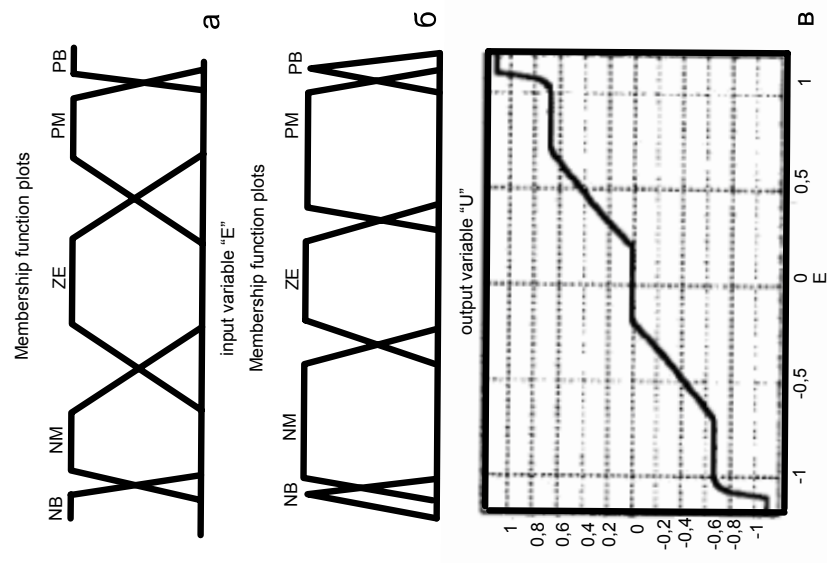 Membership function plots
NB NM ZE PM PB
а
input variable “E”
Membership function plots
NB NM ZE PM PB
б
output variable “U”
1
0,8
0,6
0,4
0,2
0
-0,2
-0,4
-0,6
-0,8
-1
-1 -0,5 0 0,5 1
E
в